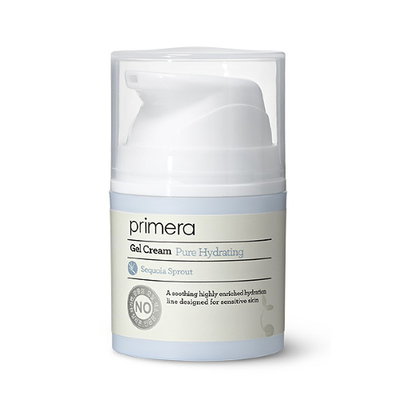 primera
Gel Cream Pure Hydrating
Sequoia Sprout
A soothing highly enriched hydration
line designed for sensitive skin
NO